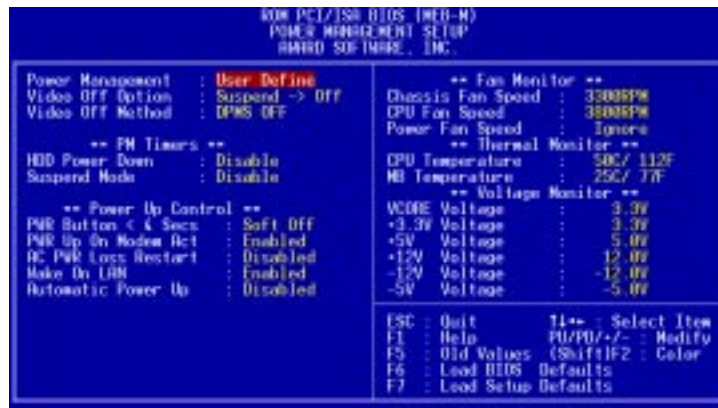 ROM PCI/ISA BIOS (MEB-M)
POWER MANAGEMENT SETUP
AWARD SOFTWARE, INC.
Power Management : User Define
Video Off Option : Suspend -> Off
Video Off Method : DPMS OFF
** PM Timers **
HDD Power Down : Disable
Suspend Mode : Disable
** Power Up Control **
PWR Button < 4 Secs : Soft Off
PWR Up On Modem Act : Enabled
AC PWR Loss Restart : Disabled
Wake On LAN : Enabled
Automatic Power Up : Disabled
** Fan Monitor **
Chassis Fan Speed : 3300RPM
CPU Fan Speed : 3800RPM
Power Fan Speed : Ignore
** Thermal Monitor **
CPU Temperature : 50C/ 112F
MB Temperature : 25C/ 77F
** Voltage Monitor **
VCORE Voltage : 3.3V
+3.3V Voltage : 3.3V
+5V Voltage : 5.0V
+12V Voltage : 12.0V
-12V Voltage : -12.0V
-5V Voltage : -5.0V
ESC : Quit ↑↓→← : Select Item
F1 : Help PU/PD/+/- : Modify
F5 : Old Values (Shift)F2 : Color
F6 : Load BIOS Defaults
F7 : Load Setup Defaults